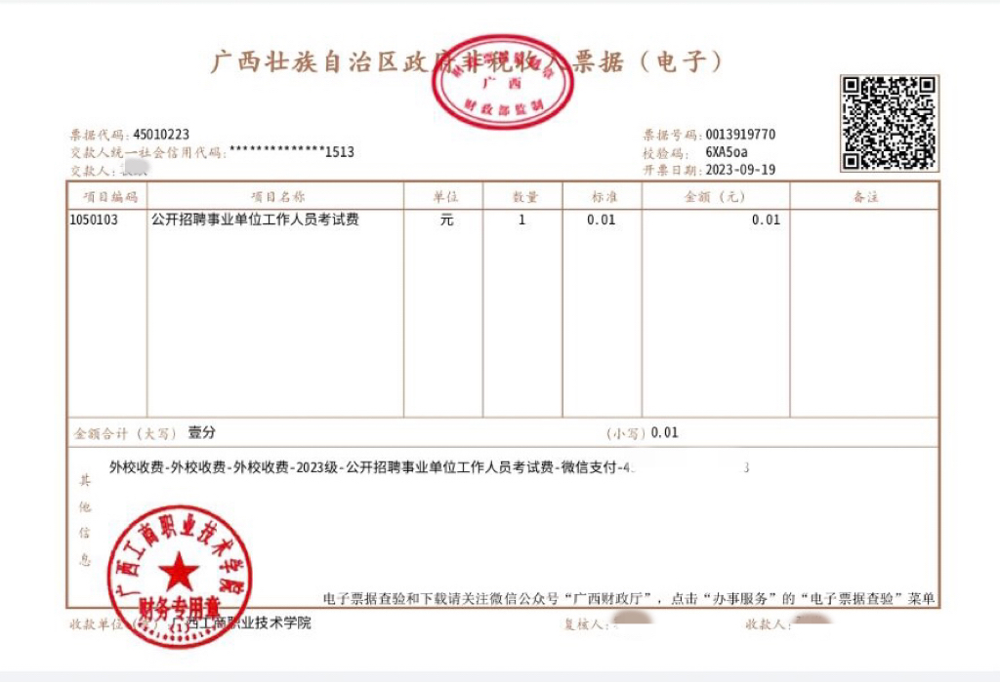 广西壮族自治区政府非税收入票据（电子）
广西
财政部监制
票据代码: 45010223
票据号码: 0013919770
交款人统一社会信用代码: **************1513
校验码: 6XA5oa
交款人:
开票日期: 2023-09-19
项目编码 项目名称 单位 数量 标准 金额（元） 备注
1050103 公开招聘事业单位工作人员考试费 元 1 0.01 0.01
金额合计（大写） 壹分 （小写） 0.01
其他信息
外校收费-外校收费-外校收费-2023级-公开招聘事业单位工作人员考试费-微信支付-4
广西工商职业技术学院
财务专用章
(1)
电子票据查验和下载请关注微信公众号“广西财政厅”，点击“办事服务”的“电子票据查验”菜单
收款单位（章）: 广西工商职业技术学院 复核人: 收款人: